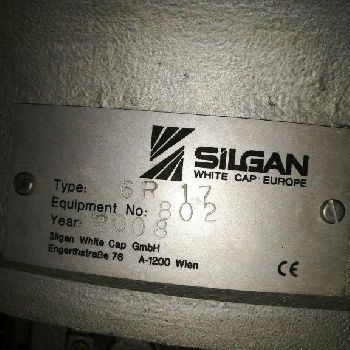 SiLGAN
WHITE CAP EUROPE
Type: 6R 17
Equipment No: 802
Year: 2008
Silgan White Cap GmbH
Engerthstraße 76 A-1200 Wien
CE